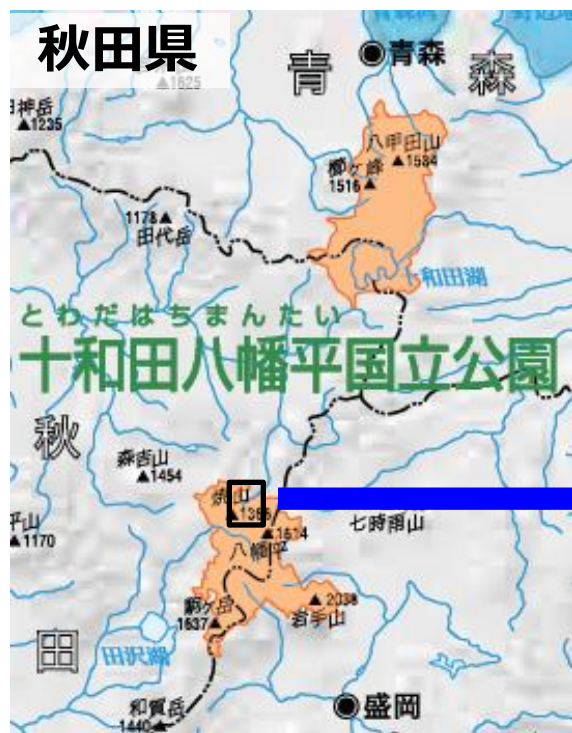 秋田県
青森
青 森
▲1625
▲1235
八甲田山
▲1584
櫛ヶ峰
1516▲
1178▲
田代岳
十和田湖
とわだはちまんたい
十和田八幡平国立公園
秋
森吉山
▲1454
焼山
▲1366
▲1170
▲1614
七時雨山
八幡平
駒ヶ岳
1637▲
▲2038
岩手山
田
田沢湖
和賀岳
1440▲
盛岡